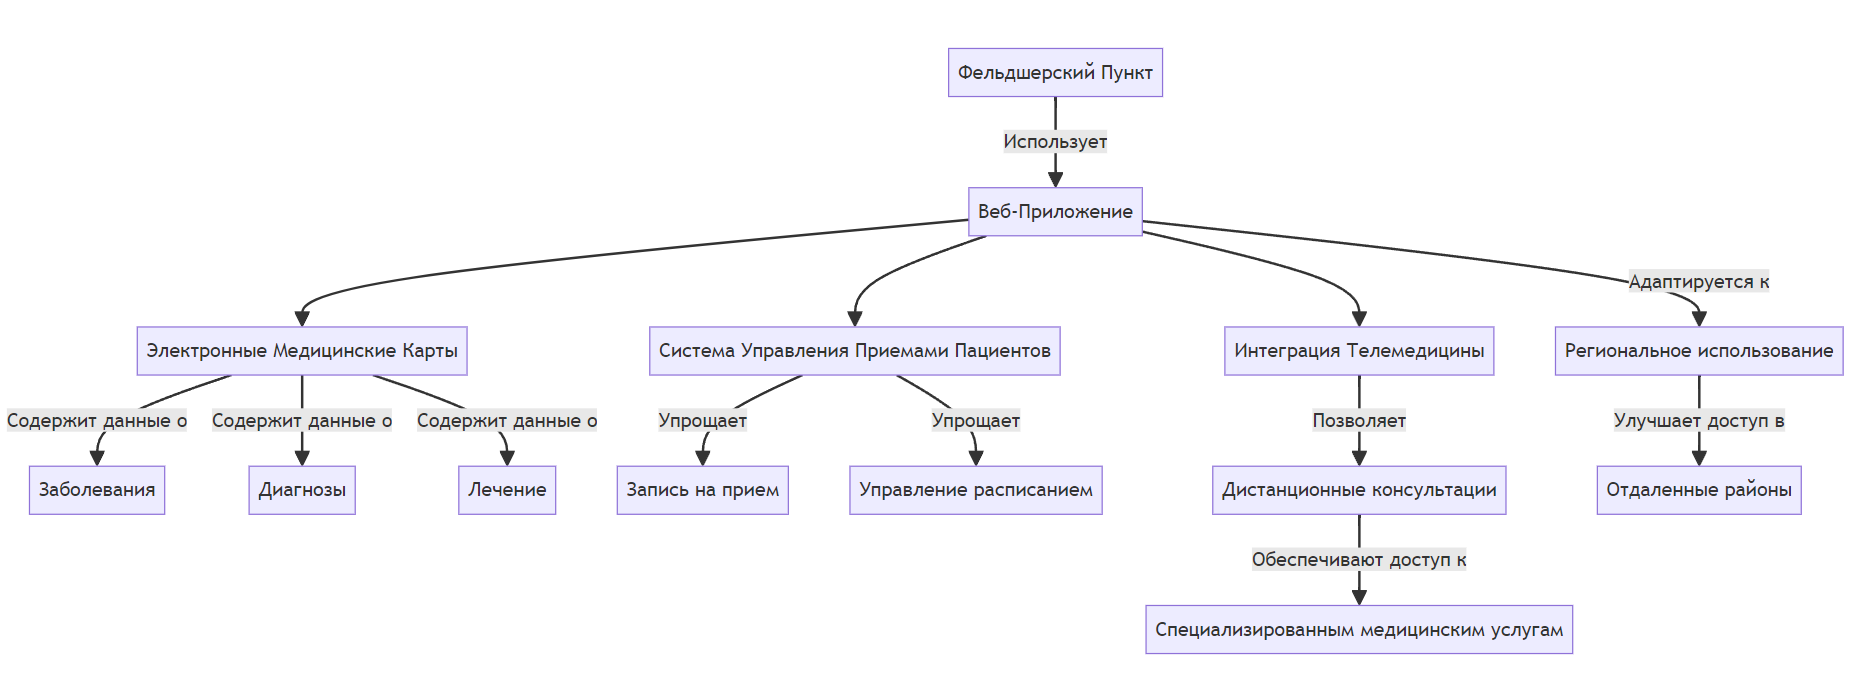 Фельдшерский Пункт
Использует
Веб-Приложение
Адаптируется к
Электронные Медицинские Карты
Система Управления Приемами Пациентов
Интеграция Телемедицины
Региональное использование
Содержит данные о
Содержит данные о
Содержит данные о
Упрощает
Упрощает
Позволяет
Улучшает доступ в
Заболевания
Диагнозы
Лечение
Запись на прием
Управление расписанием
Дистанционные консультации
Отдаленные районы
Обеспечивают доступ к
Специализированным медицинским услугам